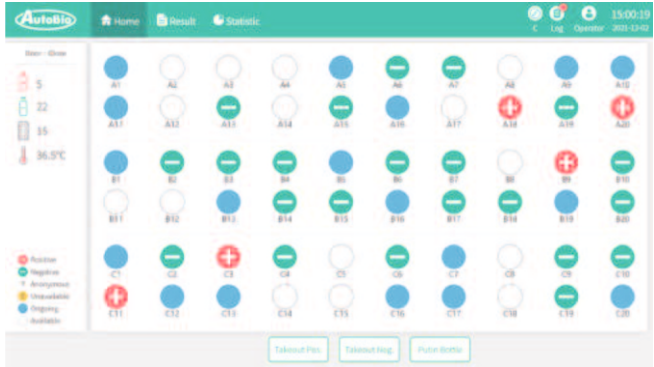 AutoBio Home Result Statistic C Log Operator 15:00:19 2021-12-02
Door - Close
5
22
15
36.5°C
A1 A2 A3 A4 A5 A6 A7 A8 A9 A10
A11 A12 A13 A14 A15 A16 A17 A18 A19 A20
B1 B2 B3 B4 B5 B6 B7 B8 B9 B10
B11 B12 B13 B14 B15 B16 B17 B18 B19 B20
C1 C2 C3 C4 C5 C6 C7 C8 C9 C10
C11 C12 C13 C14 C15 C16 C17 C18 C19 C20
Positive
Negative
Anonymous
Unavailable
Ongoing
Available
Takeout Pos. Takeout Neg. Putin Bottle